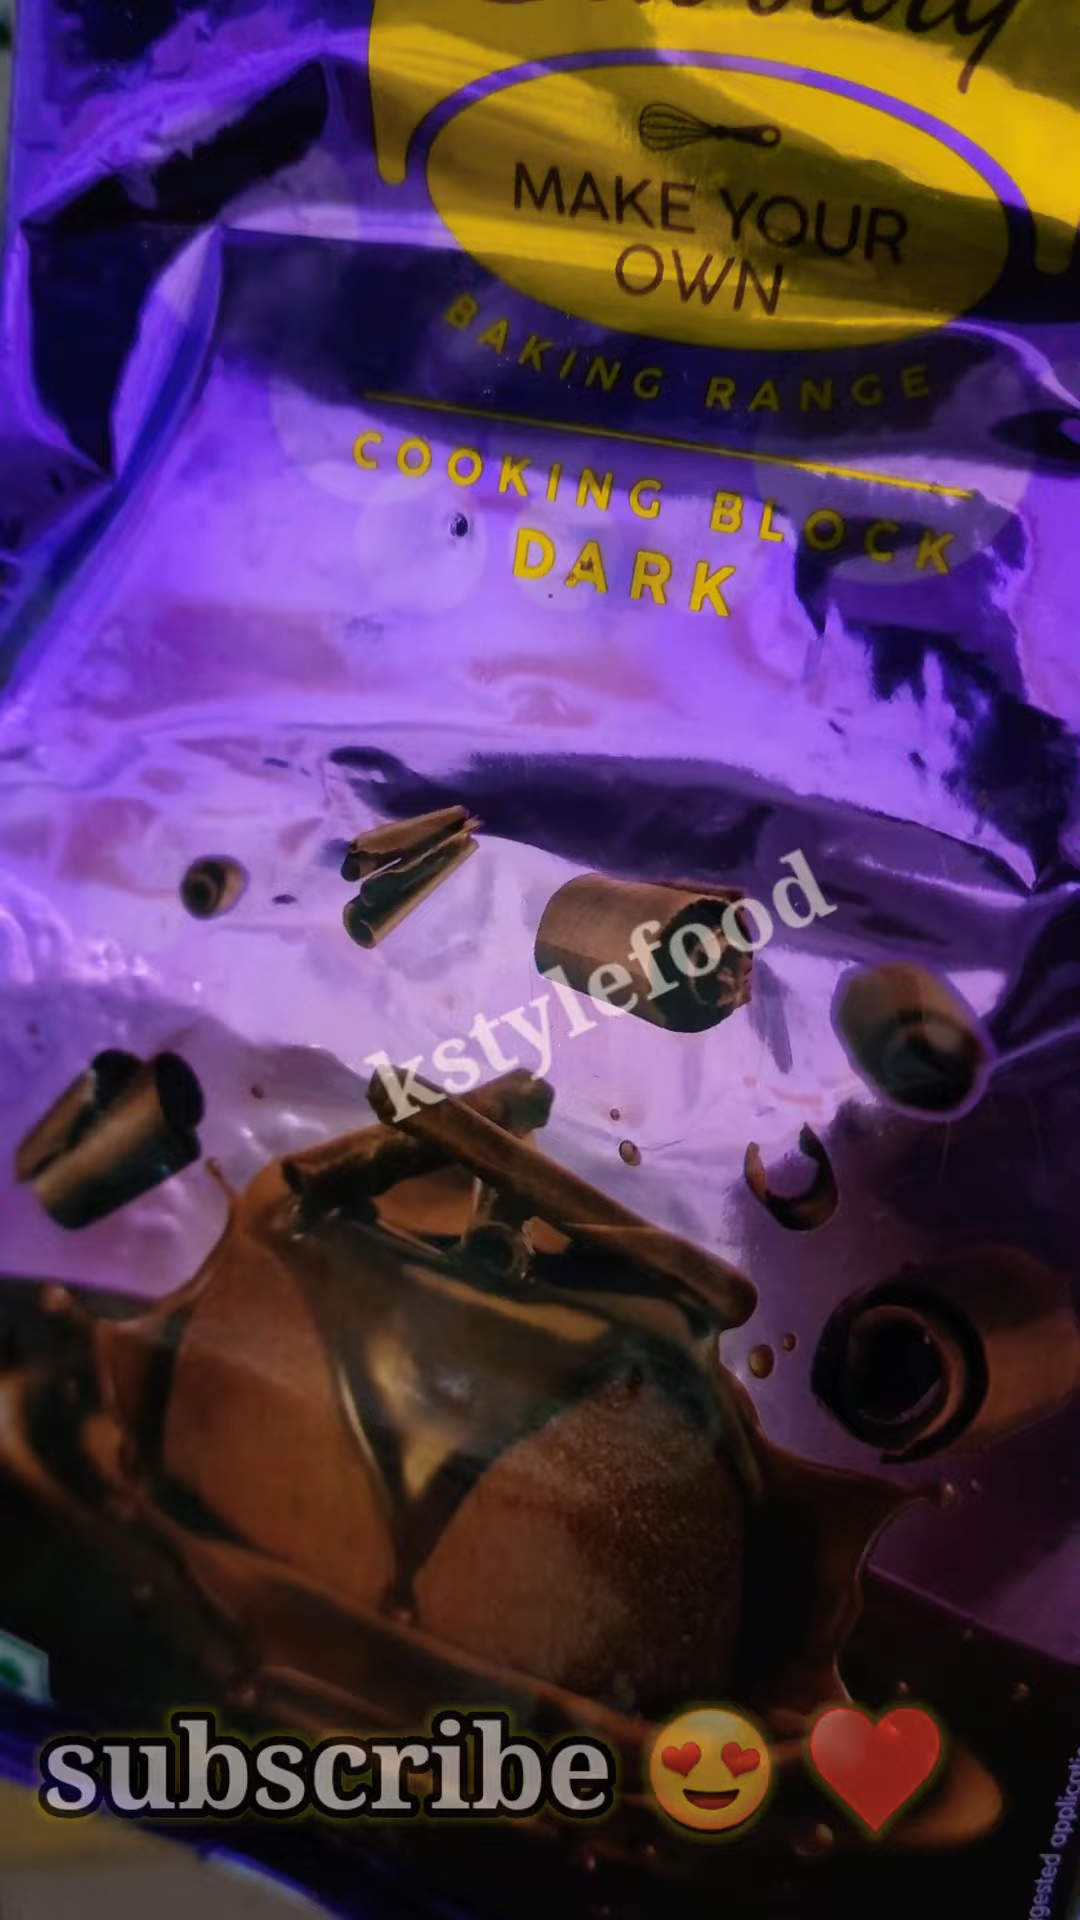 MAKE YOUR
OWN
BAKING RANGE
COOKING BLOCK
DARK
kstylefood
subscribe 😍 ❤️